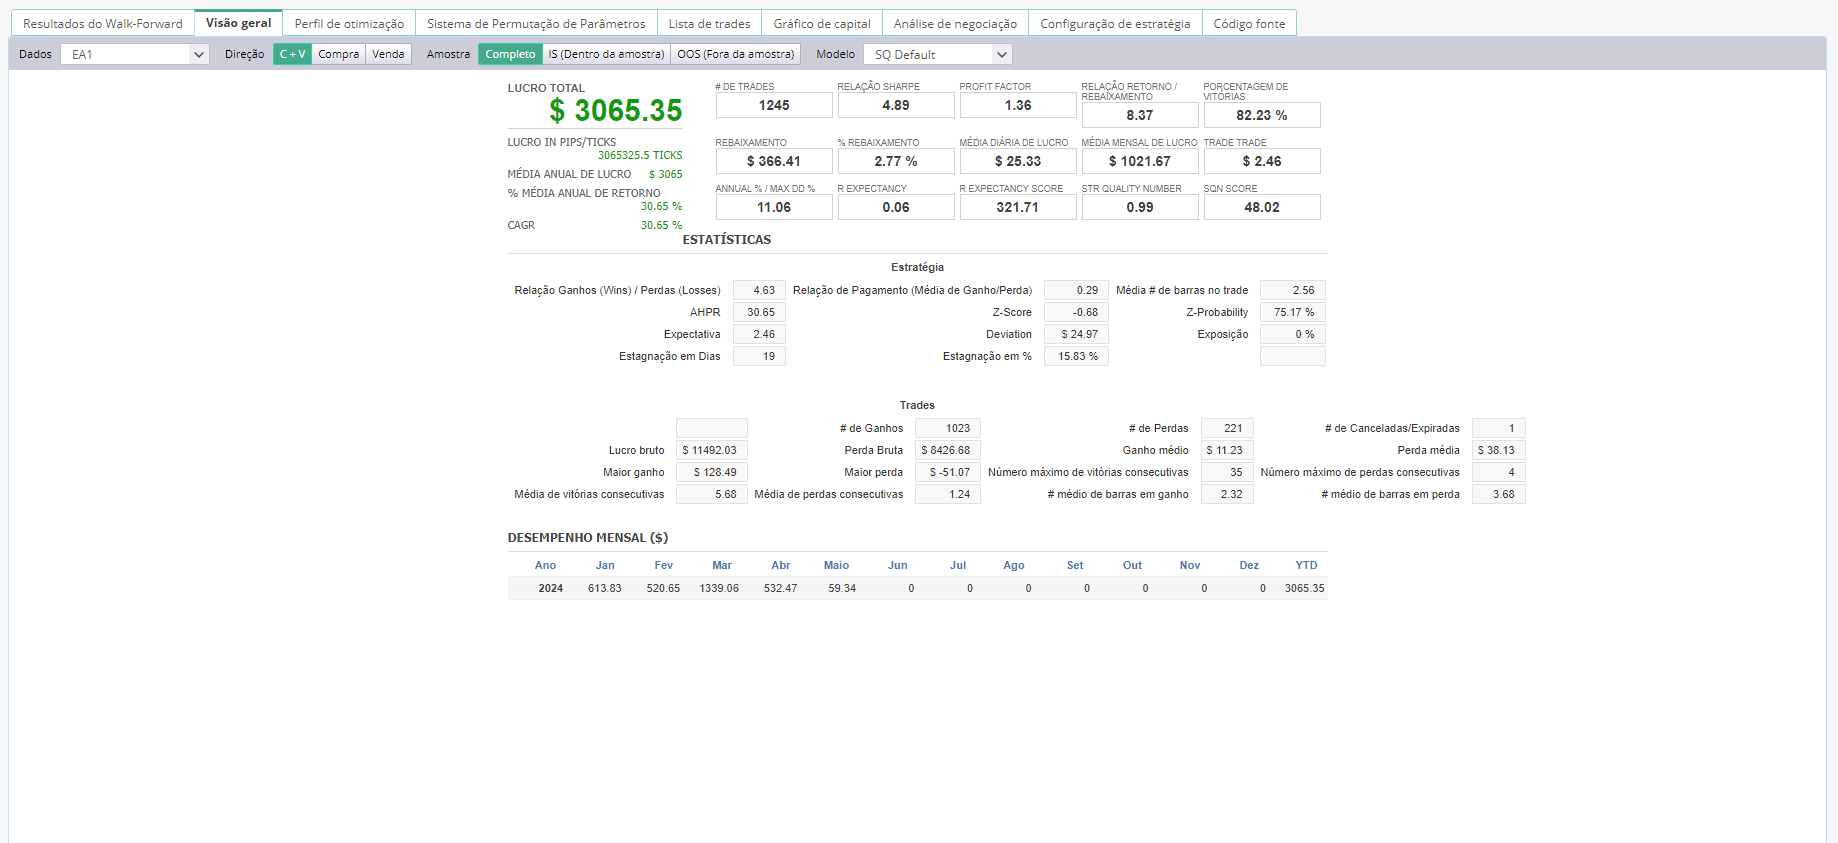 Resultados do Walk-Forward Visão geral Perfil de otimização Sistema de Permutação de Parâmetros Lista de trades Gráfico de capital Análise de negociação Configuração de estratégia Código fonte
Dados EA1 Direção C + V Compra Venda Amostra Completo IS (Dentro da amostra) OOS (Fora da amostra) Modelo SQ Default
LUCRO TOTAL
$ 3065.35
LUCRO IN PIPS/TICKS
3065325.5 TICKS
MÉDIA ANUAL DE LUCRO $ 3065
% MÉDIA ANUAL DE RETORNO
30.65 %
CAGR 30.65 %
# DE TRADES RELAÇÃO SHARPE PROFIT FACTOR RELAÇÃO RETORNO / REBAIXAMENTO PORCENTAGEM DE VITÓRIAS
1245 4.89 1.36 8.37 82.23 %
REBAIXAMENTO % REBAIXAMENTO MÉDIA DIÁRIA DE LUCRO MÉDIA MENSAL DE LUCRO TRADE TRADE
$ 366.41 2.77 % $ 25.33 $ 1021.67 $ 2.46
ANNUAL % / MAX DD % R EXPECTANCY R EXPECTANCY SCORE STR QUALITY NUMBER SQN SCORE
11.06 0.06 321.71 0.99 48.02
ESTATÍSTICAS
Estratégia
Relação Ganhos (Wins) / Perdas (Losses) 4.63 Relação de Pagamento (Média de Ganho/Perda) 0.29 Média # de barras no trade 2.56
AHPR 30.65 Z-Score -0.68 Z-Probability 75.17 %
Expectativa 2.46 Deviation $ 24.97 Exposição 0 %
Estagnação em Dias 19 Estagnação em % 15.83 %
Trades
# de Ganhos 1023 # de Perdas 221 # de Canceladas/Expiradas 1
Lucro bruto $ 11492.03 Perda Bruta $ 8426.68 Ganho médio $ 11.23 Perda média $ 38.13
Maior ganho $ 128.49 Maior perda $ -51.07 Número máximo de vitórias consecutivas 35 Número máximo de perdas consecutivas 4
Média de vitórias consecutivas 5.68 Média de perdas consecutivas 1.24 # médio de barras em ganho 2.32 # médio de barras em perda 3.68
DESEMPENHO MENSAL ($)
Ano Jan Fev Mar Abr Maio Jun Jul Ago Set Out Nov Dez YTD
2024 613.83 520.65 1339.06 532.47 59.34 0 0 0 0 0 0 0 3065.35